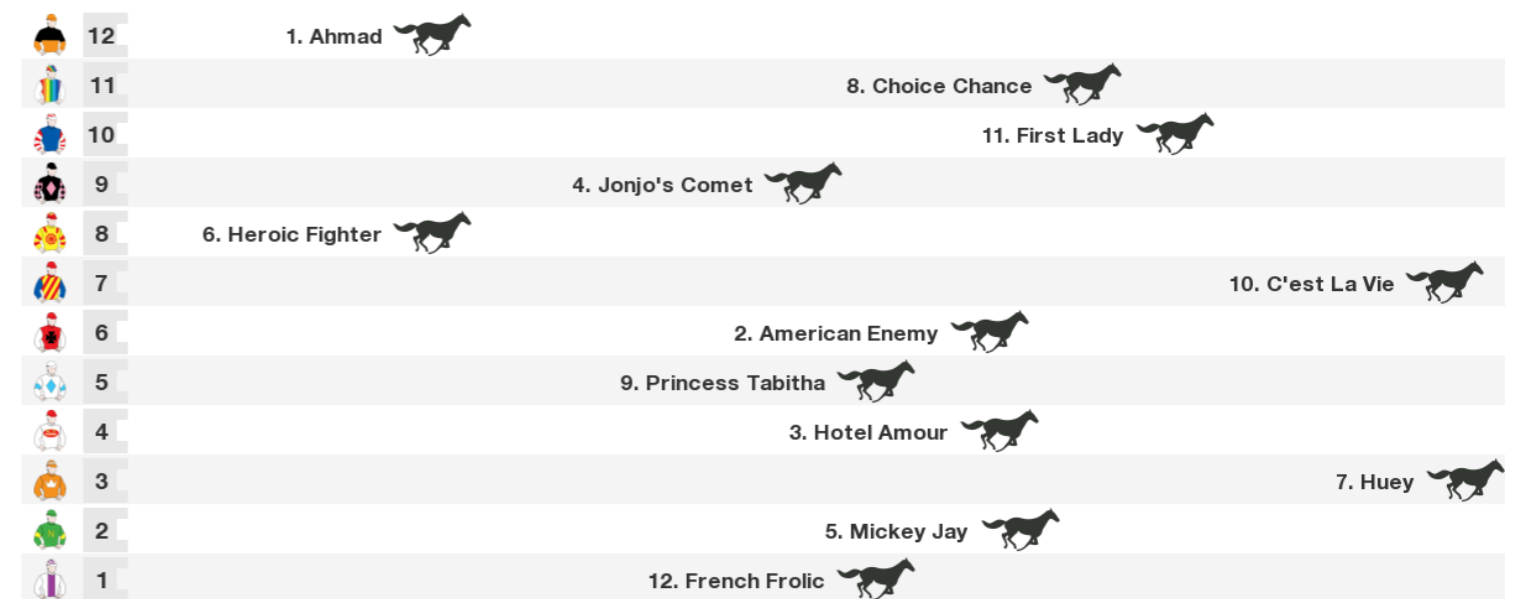 12 1. Ahmad
11 8. Choice Chance
10 11. First Lady
9 4. Jonjo's Comet
8 6. Heroic Fighter
7 10. C'est La Vie
6 2. American Enemy
5 9. Princess Tabitha
4 3. Hotel Amour
3 7. Huey
2 5. Mickey Jay
1 12. French Frolic